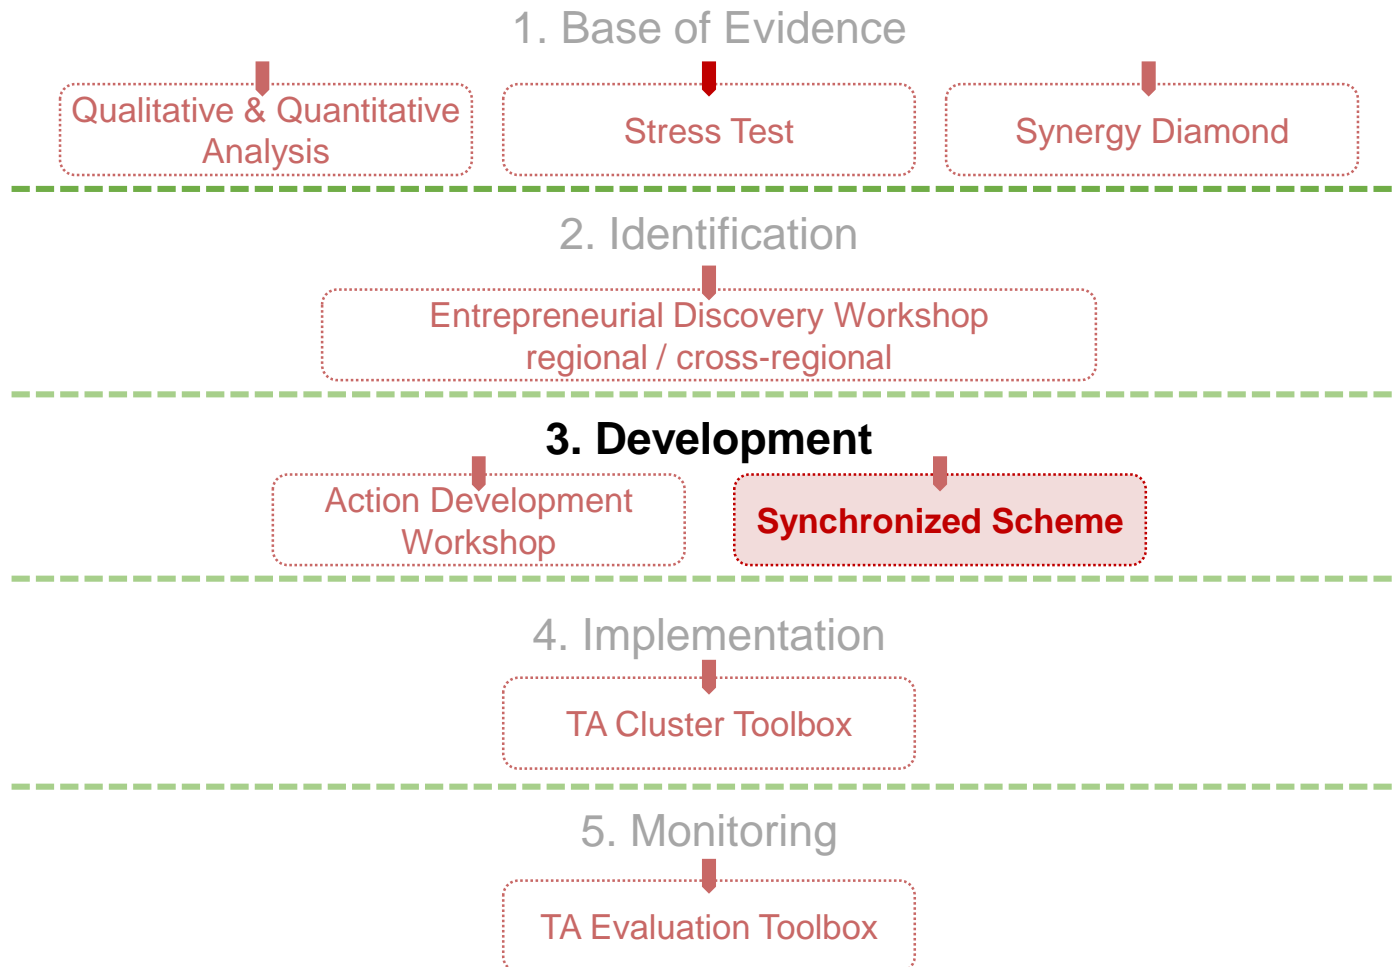 1. Base of Evidence
Qualitative & Quantitative
Analysis
Stress Test
Synergy Diamond
2. Identification
Entrepreneurial Discovery Workshop
regional / cross-regional
3. Development
Action Development
Workshop
Synchronized Scheme
4. Implementation
TA Cluster Toolbox
5. Monitoring
TA Evaluation Toolbox